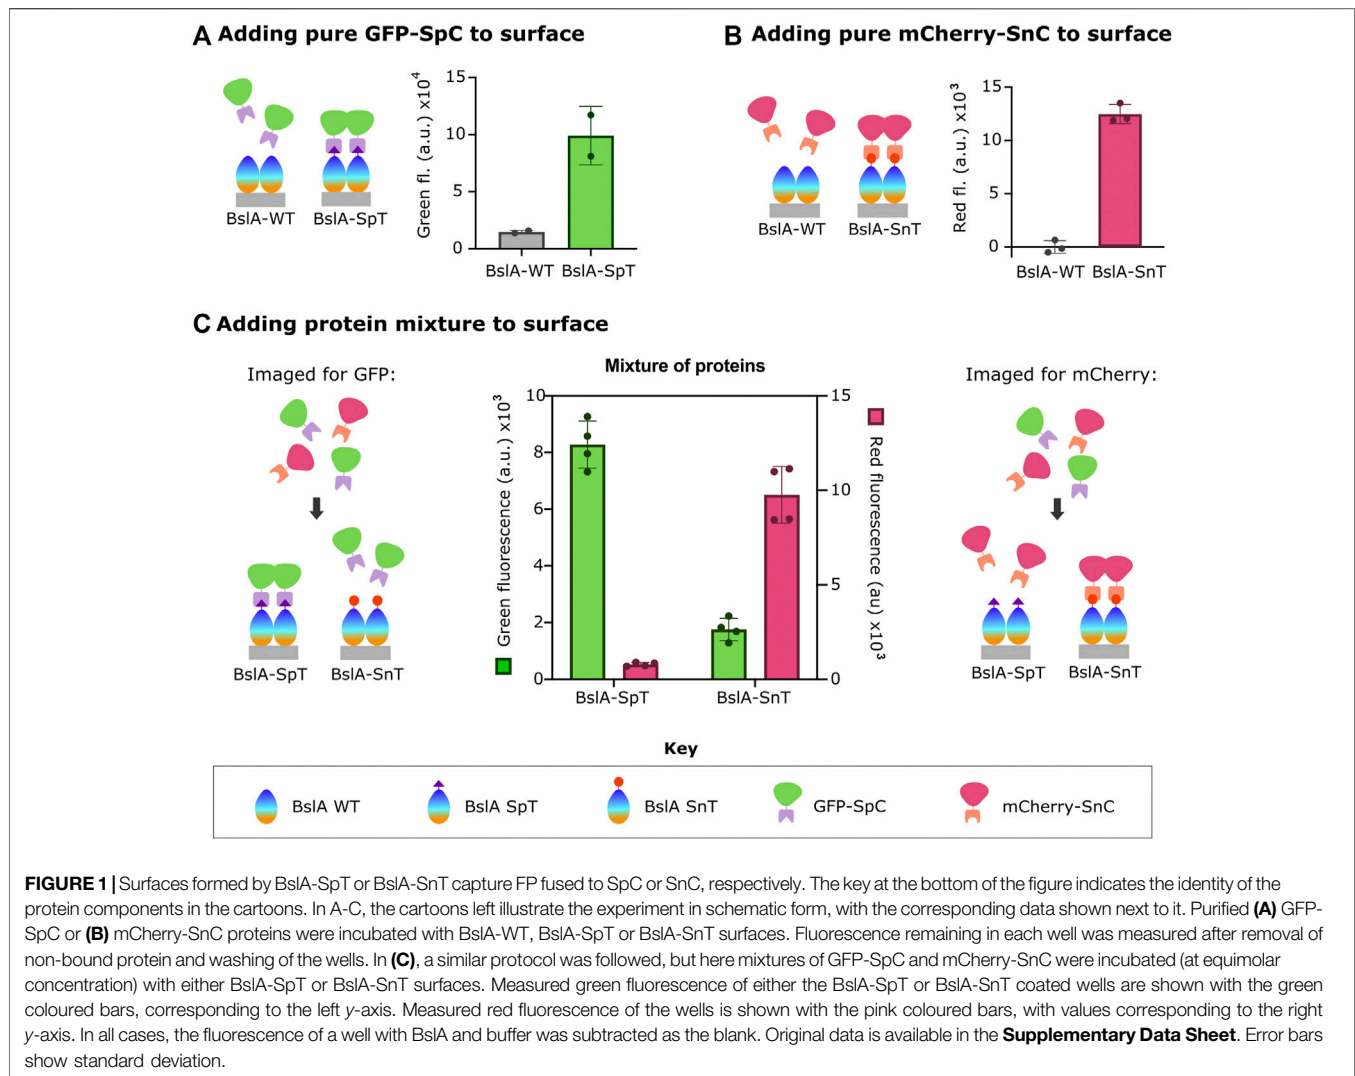 A Adding pure GFP-SpC to surface
B Adding pure mCherry-SnC to surface
Green fl. (a.u.) x10⁴
15
10
5
0
BslA-WT
BslA-SpT
BslA-WT BslA-SpT
Red fl. (a.u.) x10³
15
10
5
0
BslA-WT
BslA-SnT
BslA-WT BslA-SnT
C Adding protein mixture to surface
Imaged for GFP:
BslA-SpT
BslA-SnT
Mixture of proteins
Green fluorescence (a.u.) x10³
10
8
6
4
2
0
15
10
5
0
Red fluorescence (au) x10³
BslA-SpT
BslA-SnT
Imaged for mCherry:
BslA-SpT
BslA-SnT
Key
BslA WT
BslA SpT
BslA SnT
GFP-SpC
mCherry-SnC
FIGURE 1 | Surfaces formed by BslA-SpT or BslA-SnT capture FP fused to SpC or SnC, respectively. The key at the bottom of the figure indicates the identity of the
protein components in the cartoons. In A-C, the cartoons left illustrate the experiment in schematic form, with the corresponding data shown next to it. Purified (A) GFP-
SpC or (B) mCherry-SnC proteins were incubated with BslA-WT, BslA-SpT or BslA-SnT surfaces. Fluorescence remaining in each well was measured after removal of
non-bound protein and washing of the wells. In (C), a similar protocol was followed, but here mixtures of GFP-SpC and mCherry-SnC were incubated (at equimolar
concentration) with either BslA-SpT or BslA-SnT surfaces. Measured green fluorescence of either the BslA-SpT or BslA-SnT coated wells are shown with the green
coloured bars, corresponding to the left y-axis. Measured red fluorescence of the wells is shown with the pink coloured bars, with values corresponding to the right
y-axis. In all cases, the fluorescence of a well with BslA and buffer was subtracted as the blank. Original data is available in the Supplementary Data Sheet. Error bars
show standard deviation.